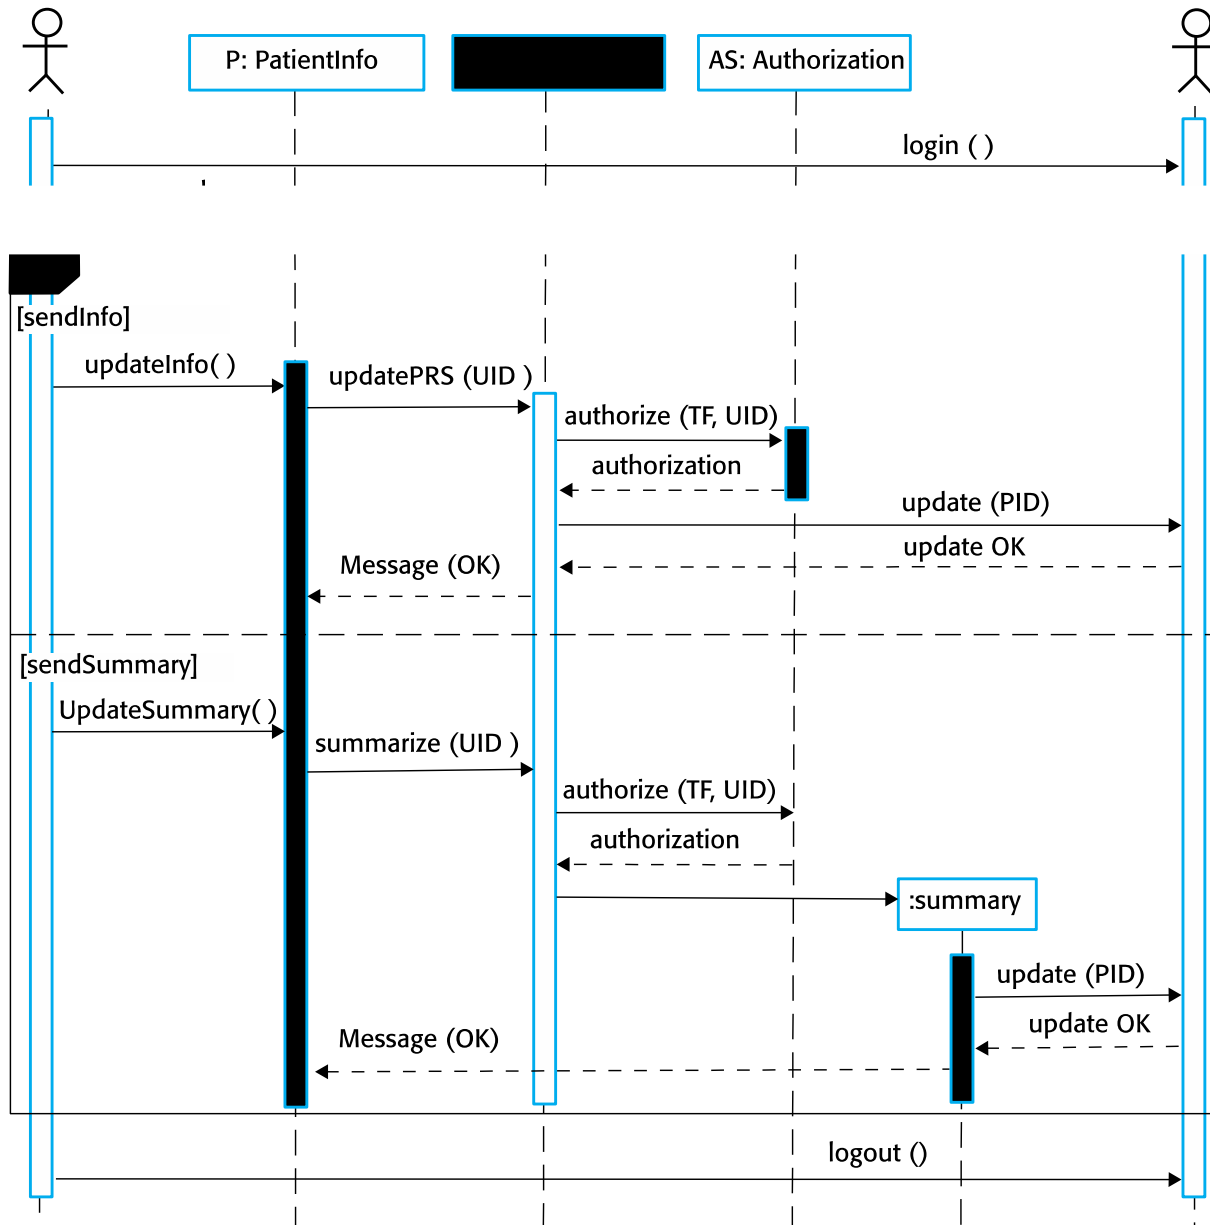 P: PatientInfo
AS: Authorization
login ( )
[sendInfo]
updateInfo( )
updatePRS (UID )
authorize (TF, UID)
authorization
update (PID)
update OK
Message (OK)
[sendSummary]
UpdateSummary( )
summarize (UID )
authorize (TF, UID)
authorization
:summary
update (PID)
update OK
Message (OK)
logout ()